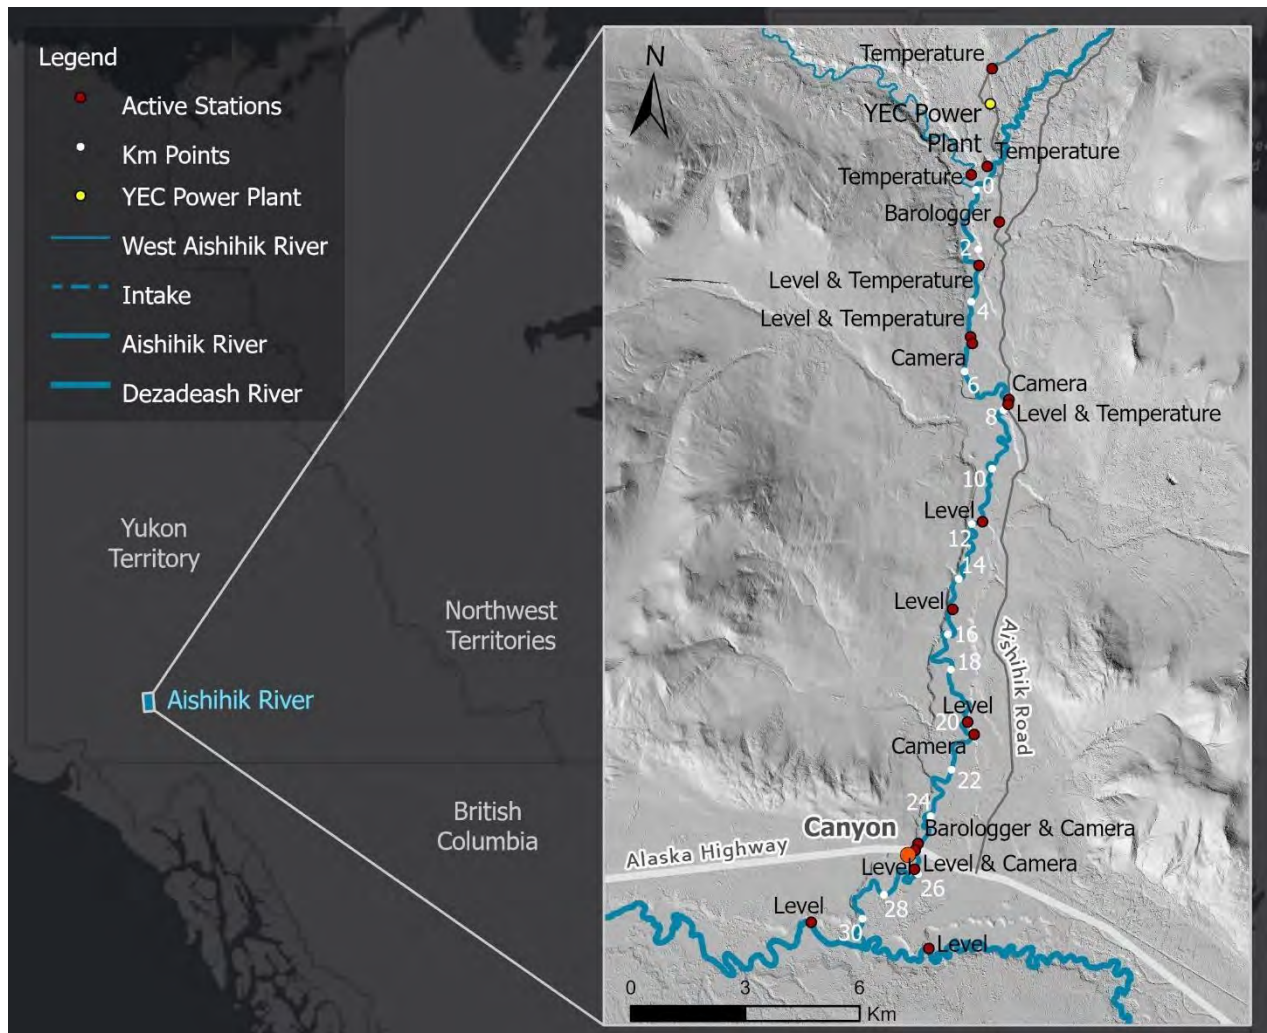 Legend
Active Stations
Km Points
YEC Power Plant
West Aishihik River
Intake
Aishihik River
Dezadeash River
Yukon
Territory
Northwest
Territories
Aishihik River
British
Columbia
N
Temperature
YEC Power
Plant
Temperature
Temperature
0
Barologger
2
Level & Temperature
4
Level & Temperature
Camera
6
Camera
Level & Temperature
8
10
Level
12
14
Level
16
18
Aishihik Road
Level
20
Camera
22
24
Canyon
Barologger & Camera
Alaska Highway
Level
Level & Camera
26
28
Level
30
Level
0
3
6
Km